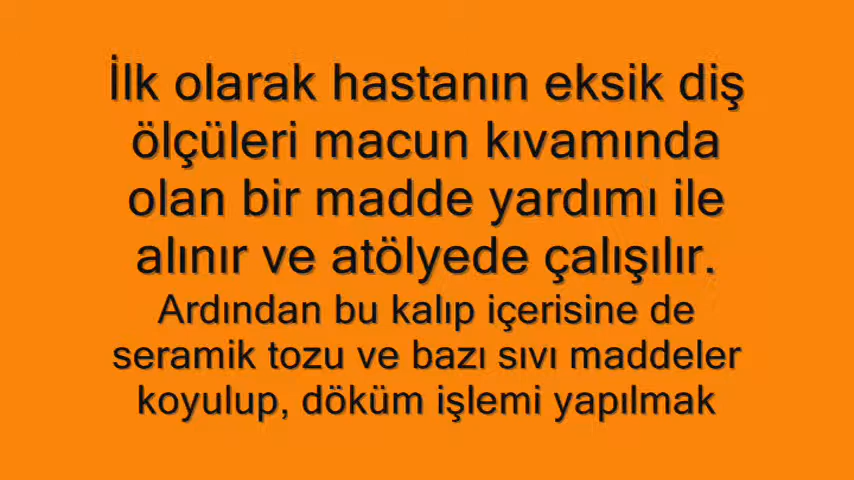 İlk olarak hastanın eksik diş
ölçüleri macun kıvamında
olan bir madde yardımı ile
alınır ve atölyede çalışılır.
Ardından bu kalıp içerisine de
seramik tozu ve bazı sıvı maddeler
koyulup, döküm işlemi yapılmak